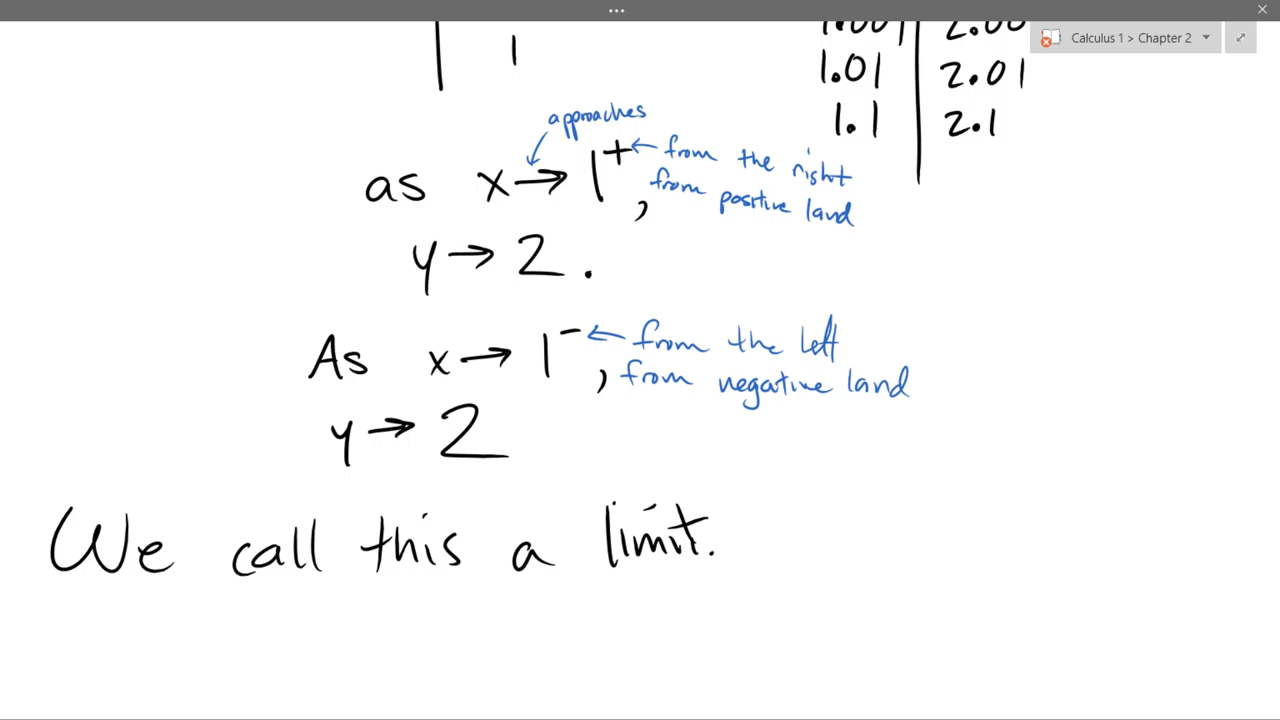 Calculus 1 > Chapter 2
1
1.01 | 2.01
1.1 | 2.1
approaches
as x → 1⁺, ← from the right
from positive land
y → 2.
As x → 1⁻, ← from the left
from negative land
y → 2
We call this a limit.